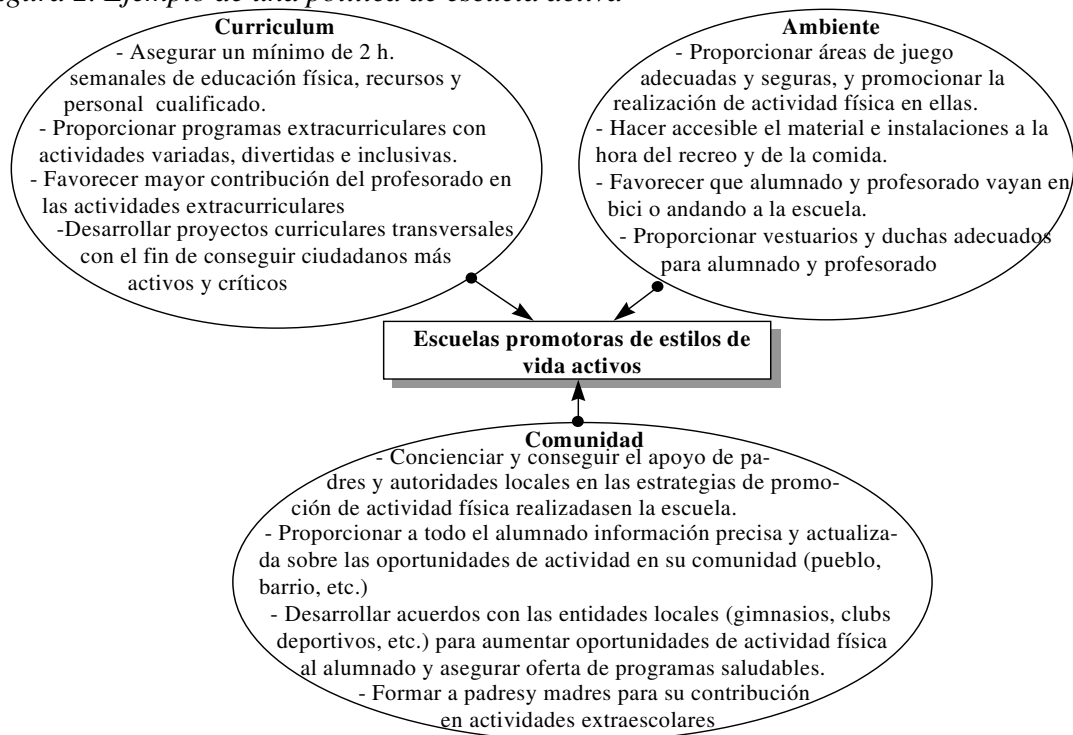 Ejemplo de una política de escuela activa
Curriculum
- Asegurar un mínimo de 2 h.
semanales de educación física, recursos y
personal cualificado.
- Proporcionar programas extracurriculares con
actividades variadas, divertidas e inclusivas.
- Favorecer mayor contribución del profesorado en
las actividades extracurriculares
-Desarrollar proyectos curriculares transversales
con el fin de conseguir ciudadanos más
activos y críticos
Ambiente
- Proporcionar áreas de juego
adecuadas y seguras, y promocionar la
realización de actividad física en ellas.
- Hacer accesible el material e instalaciones a la
hora del recreo y de la comida.
- Favorecer que alumnado y profesorado vayan en
bici o andando a la escuela.
- Proporcionar vestuarios y duchas adecuados
para alumnado y profesorado
Escuelas promotoras de estilos de
vida activos
Comunidad
- Concienciar y conseguir el apoyo de pa-
dres y autoridades locales en las estrategias de promo-
ción de actividad física realizadasen la escuela.
- Proporcionar a todo el alumnado información precisa y actualiza-
da sobre las oportunidades de actividad en su comunidad (pueblo,
barrio, etc.)
- Desarrollar acuerdos con las entidades locales (gimnasios, clubs
deportivos, etc.) para aumentar oportunidades de actividad física
al alumnado y asegurar oferta de programas saludables.
- Formar a padresy madres para su contribución
en actividades extraescolares